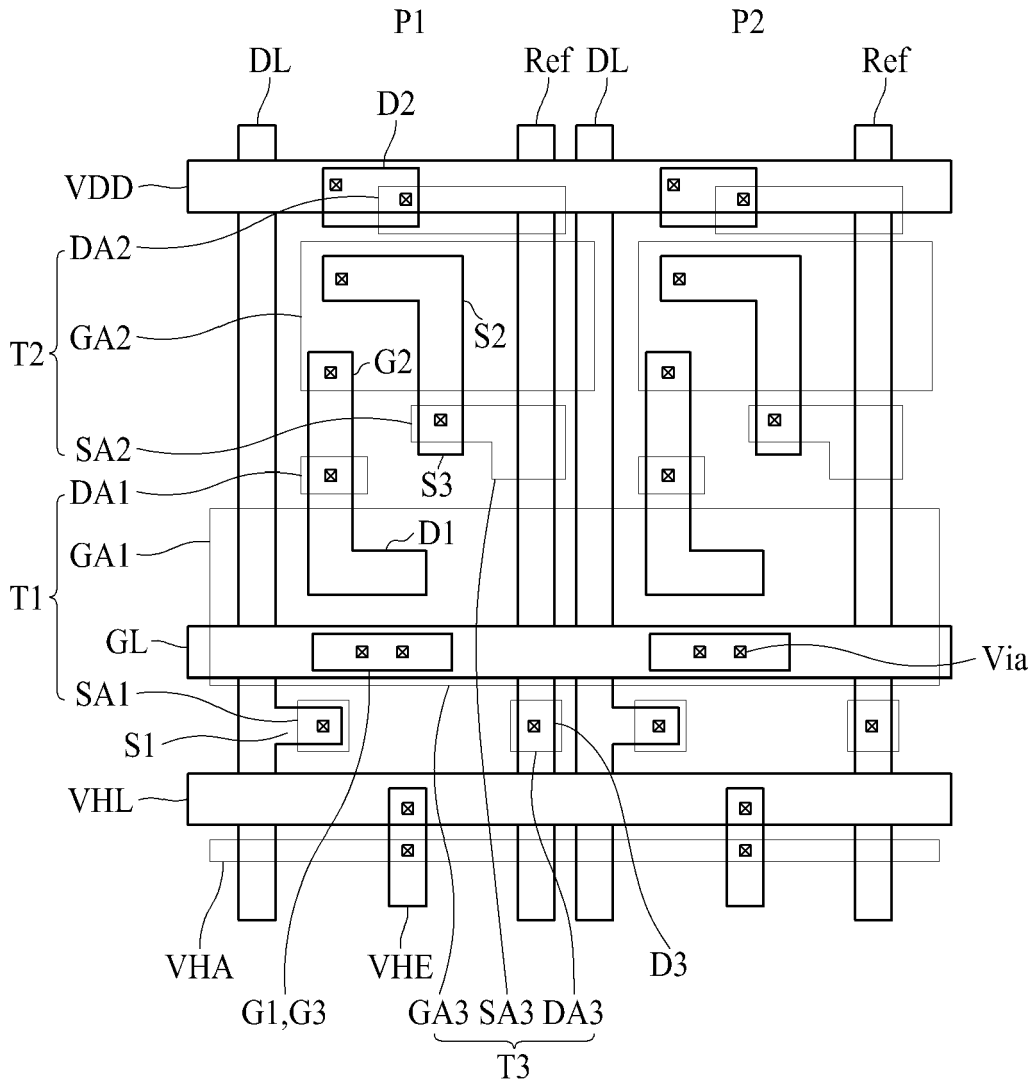 P1 P2
DL Ref DL Ref
D2
VDD
DA2
S2
GA2
T2
G2
SA2
S3
DA1
D1
GA1
T1
GL
Via
SA1
S1
VHL
VHA VHE D3
G1,G3 GA3 SA3 DA3
T3